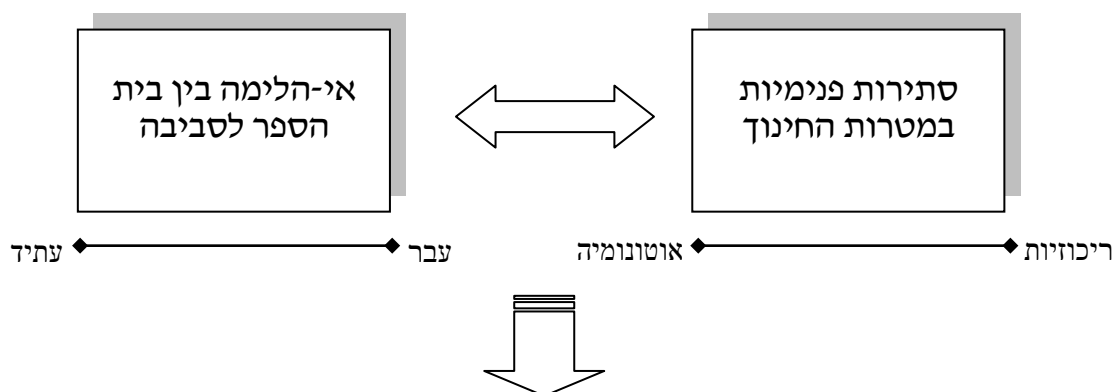 סתירות פנימיות
במטרות החינוך
אי-הלימה בין בית
הספר לסביבה
ריכוזיות
אוטונומיה
עבר
עתיד